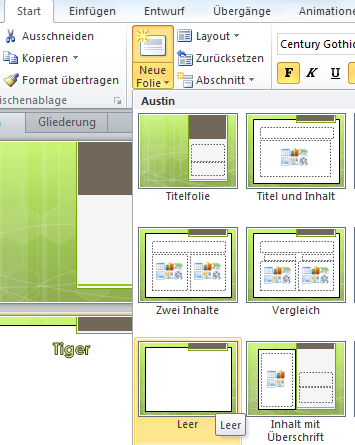 Start Einfügen Entwurf Übergänge Animationen
Ausschneiden
Kopieren
Format übertragen
ischenablage
Neue
Folie
Layout
Zurücksetzen
Abschnitt
Century Gothic
F K U
Gliederung
Austin
Titelfolie Titel und Inhalt
Zwei Inhalte Vergleich
Tiger
Leer Leer Inhalt mit
Überschrift